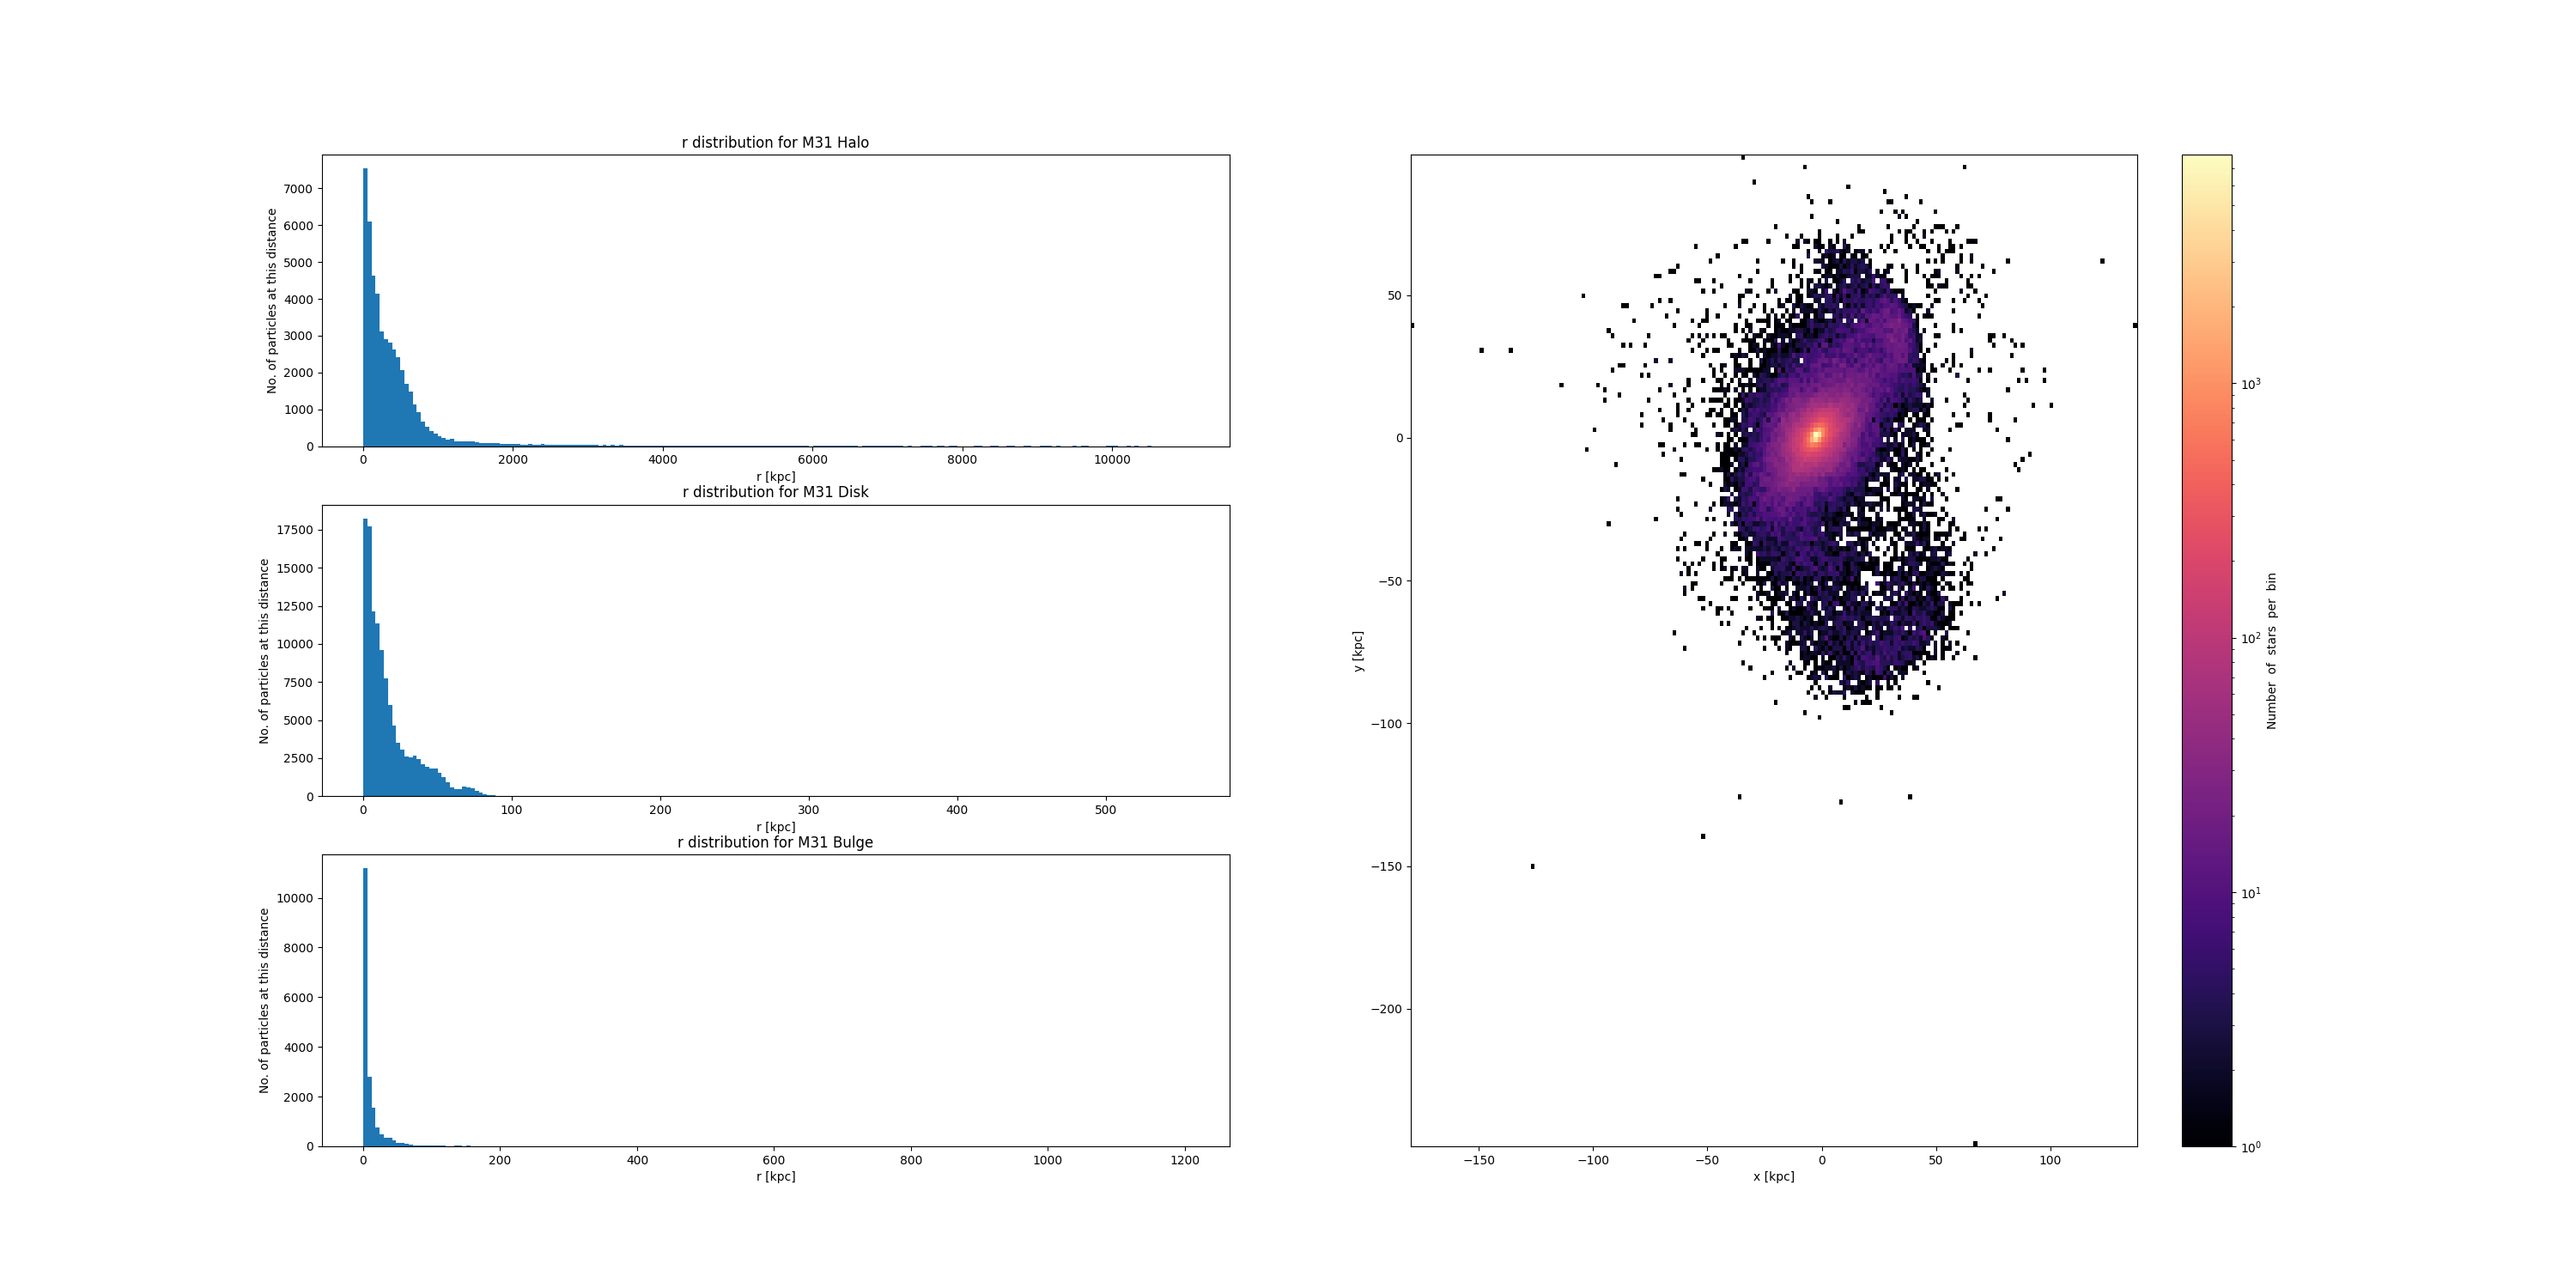 r distribution for M31 Halo
No. of particles at this distance
7000
6000
5000
4000
3000
2000
1000
0
0 2000 4000 6000 8000 10000
r [kpc]
r distribution for M31 Disk
No. of particles at this distance
17500
15000
12500
10000
7500
5000
2500
0
0 100 200 300 400 500
r [kpc]
r distribution for M31 Bulge
No. of particles at this distance
10000
8000
6000
4000
2000
0
0 200 400 600 800 1000 1200
r [kpc]
y [kpc]
50
0
−50
−100
−150
−200
−150 −100 −50 0 50 100
x [kpc]
10³
10²
10¹
10⁰
Number of stars per bin